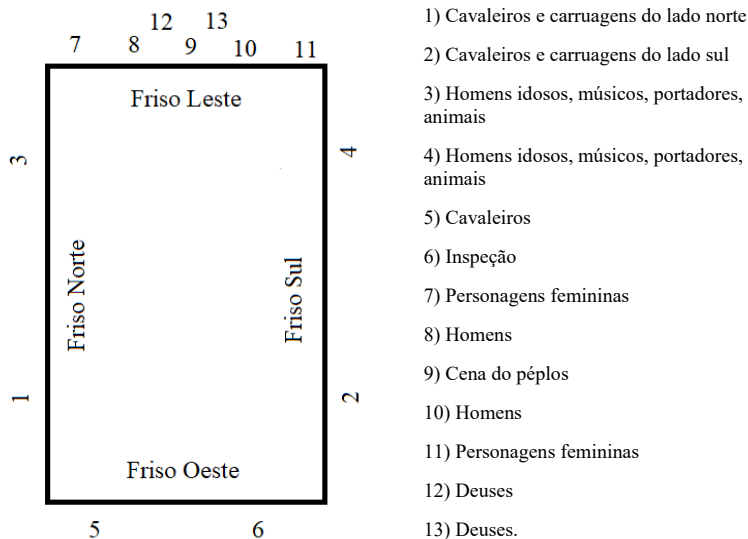 12 13
7 8 9 10 11
Friso Leste
3
4
Friso Norte
Friso Sul
1
2
Friso Oeste
5 6
1) Cavaleiros e carruagens do lado norte
2) Cavaleiros e carruagens do lado sul
3) Homens idosos, músicos, portadores,
animais
4) Homens idosos, músicos, portadores,
animais
5) Cavaleiros
6) Inspeção
7) Personagens femininas
8) Homens
9) Cena do péplos
10) Homens
11) Personagens femininas
12) Deuses
13) Deuses.